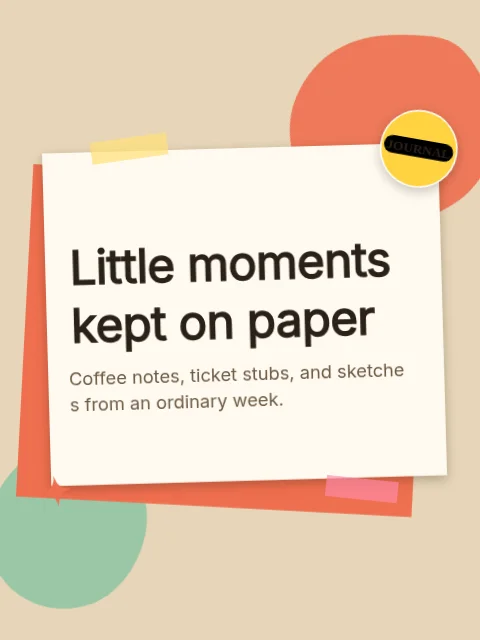 JOURNAL
Little moments
kept on paper
Coffee notes, ticket stubs, and sketche
s from an ordinary week.